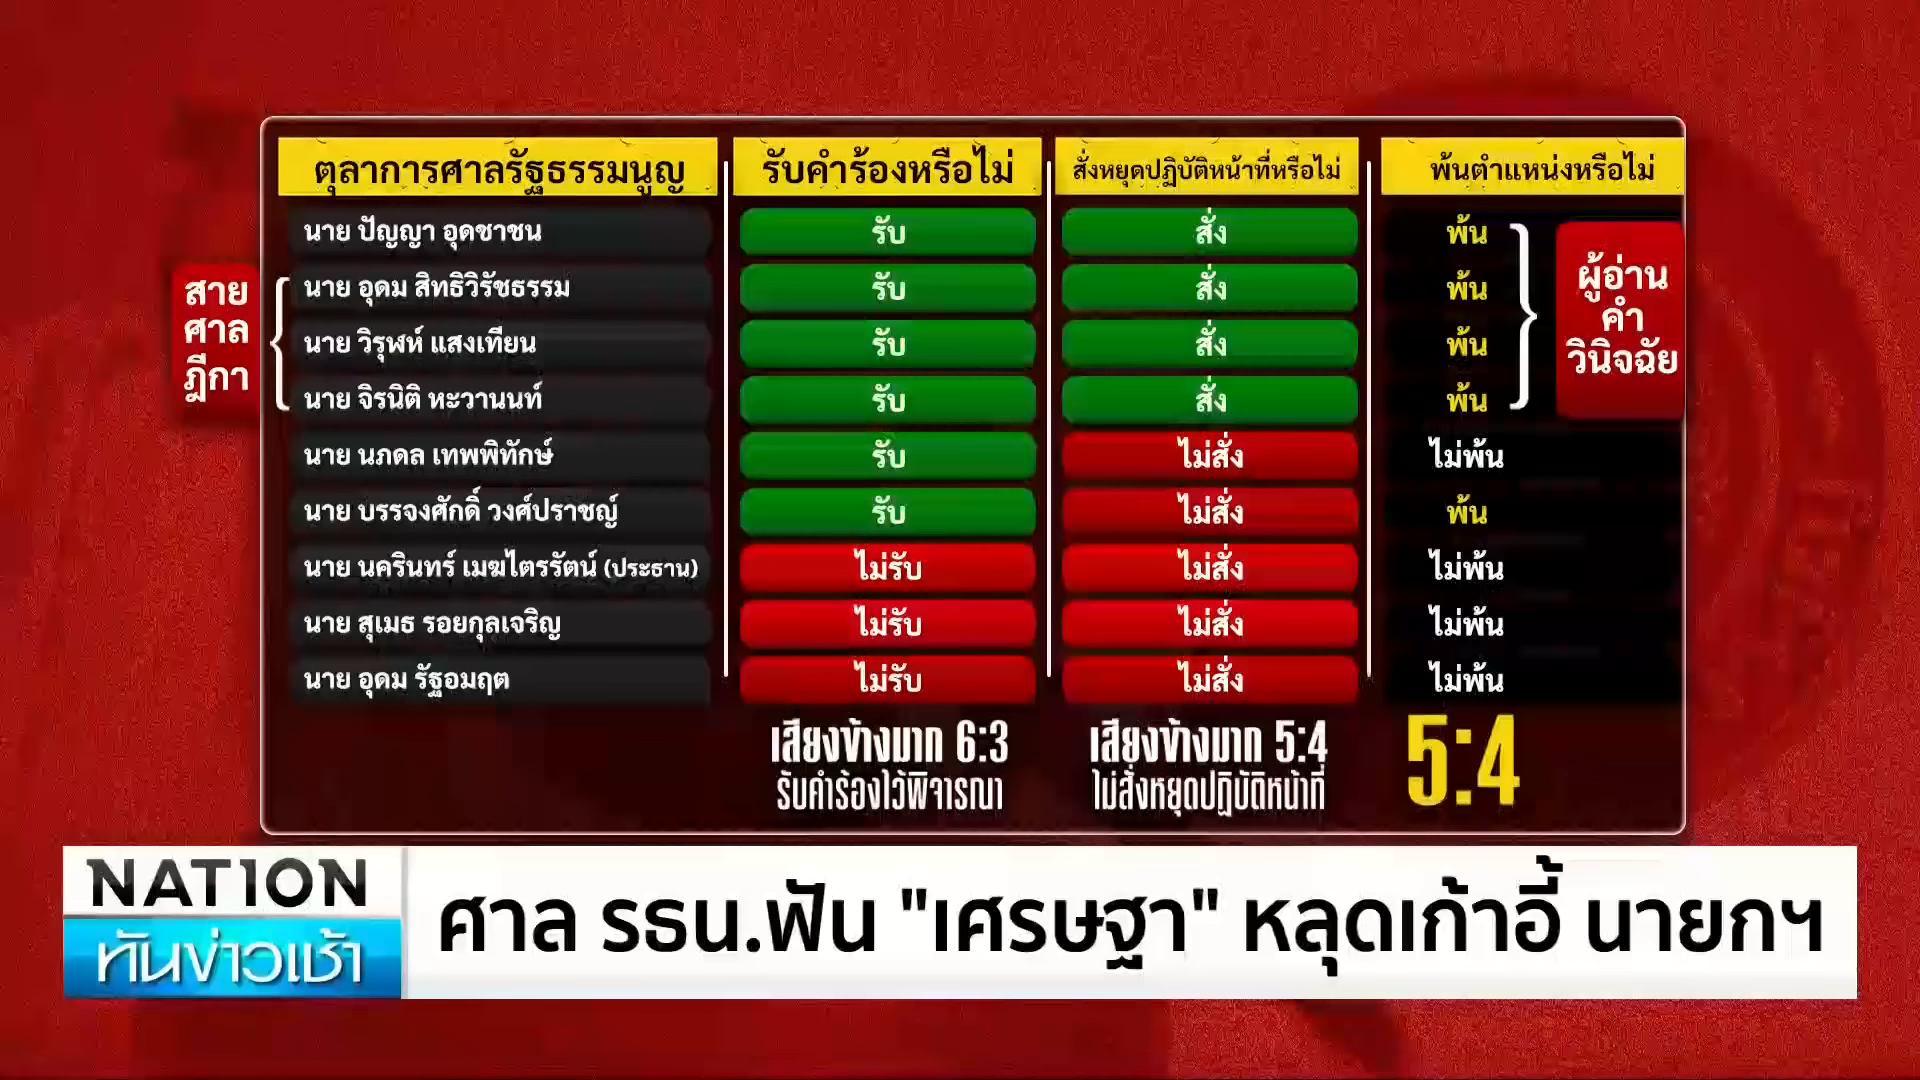 ตุลาการศาลรัฐธรรมนูญ รับคำร้องหรือไม่ สั่งหยุดปฏิบัติหน้าที่หรือไม่ พ้นตำแหน่งหรือไม่
นาย ปัญญา อุดชาชน รับ สั่ง พ้น
นาย อุดม สิทธิวิรัชธรรม รับ สั่ง พ้น
นาย วิรุฬห์ แสงเทียน รับ สั่ง พ้น
นาย จิรนิติ หะวานนท์ รับ สั่ง พ้น
นาย นภดล เทพพิทักษ์ รับ ไม่สั่ง ไม่พ้น
นาย บรรจงศักดิ์ วงศ์ปราชญ์ รับ ไม่สั่ง พ้น
นาย นครินทร์ เมฆไตรรัตน์ (ประธาน) ไม่รับ ไม่สั่ง ไม่พ้น
นาย สุเมธ รอยกุลเจริญ ไม่รับ ไม่สั่ง ไม่พ้น
นาย อุดม รัฐอมฤต ไม่รับ ไม่สั่ง ไม่พ้น
สาย
ศาล
ฎีกา
ผู้อ่าน
คำ
วินิจฉัย
เสียงข้างมาก 6:3
รับคำร้องไว้พิจารณา
เสียงข้างมาก 5:4
ไม่สั่งหยุดปฏิบัติหน้าที่
5:4
NATION
ทันข่าวเช้า
ศาล รธน.ฟัน "เศรษฐา" หลุดเก้าอี้ นายกฯ